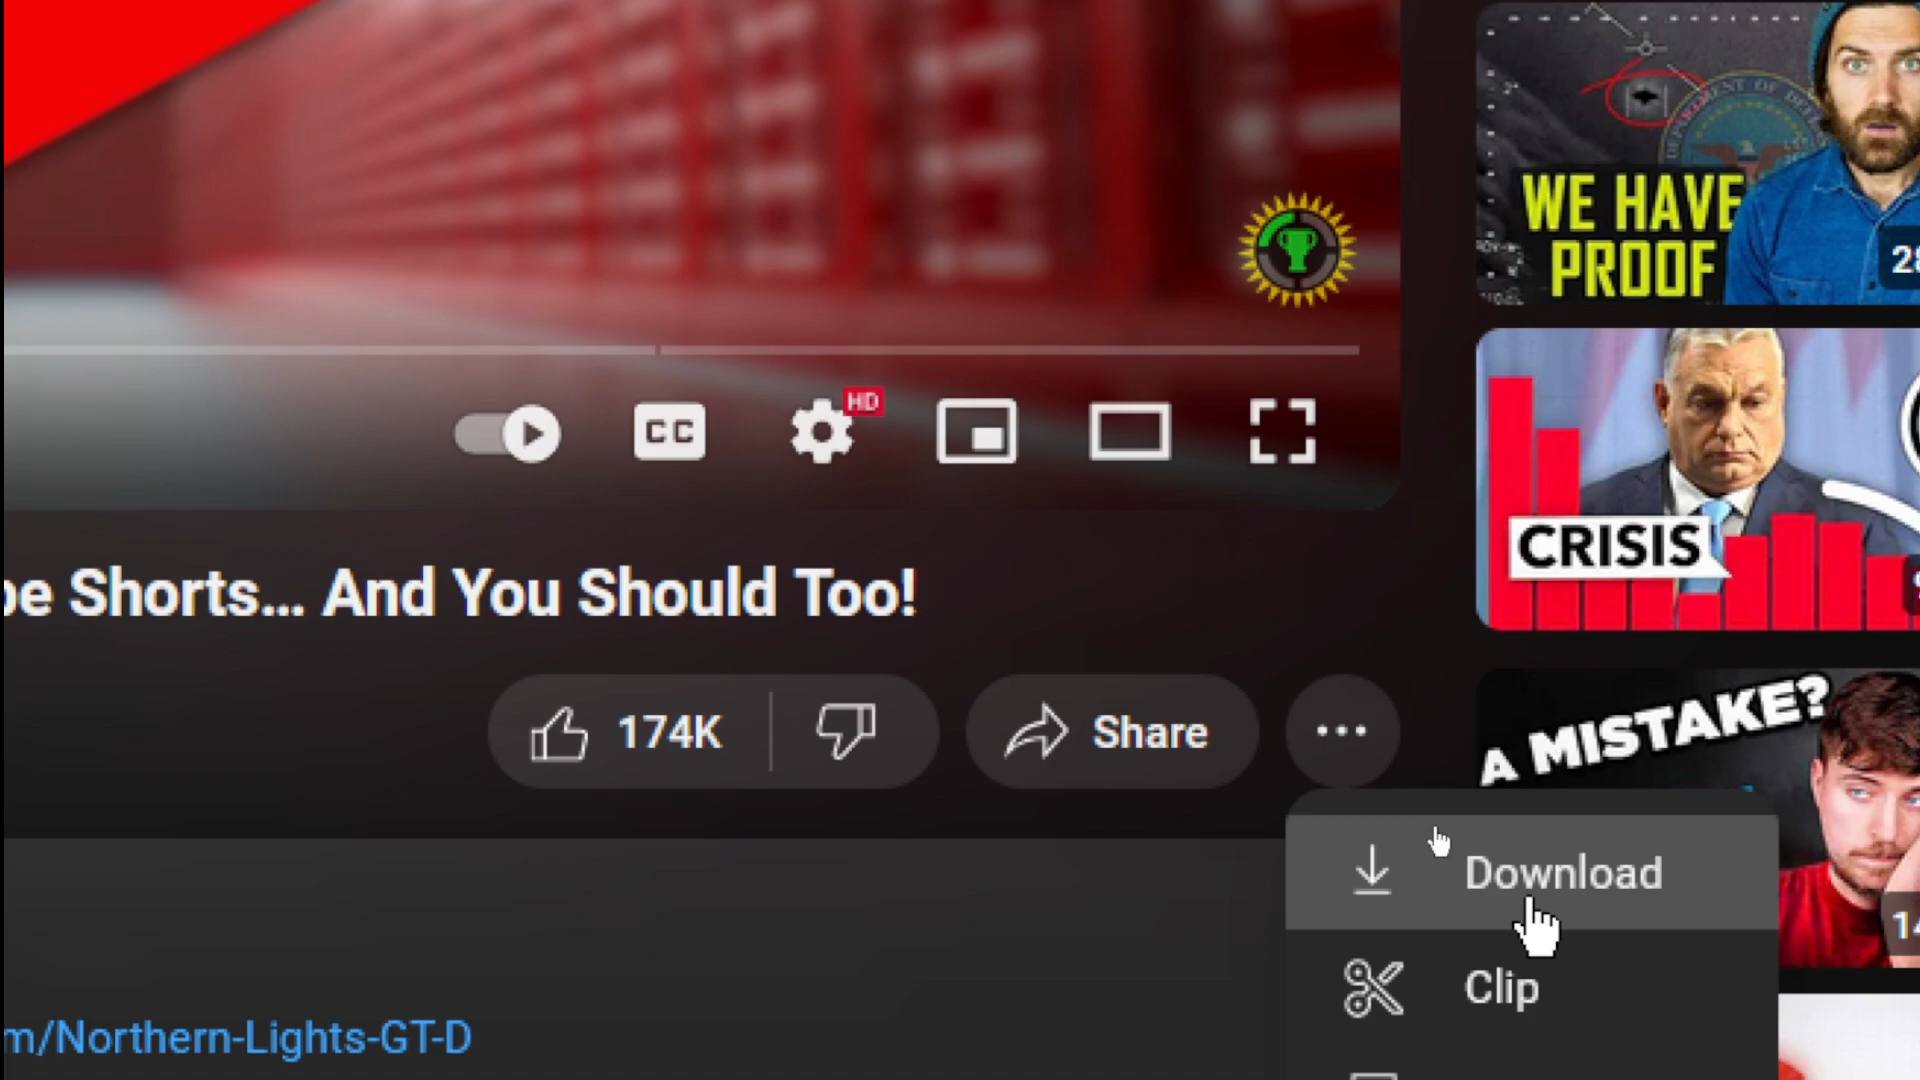 WE HAVE
PROOF
CC
HD
CRISIS
be Shorts... And You Should Too!
174K
Share
A MISTAKE?
Download
Clip
m/Northern-Lights-GT-D